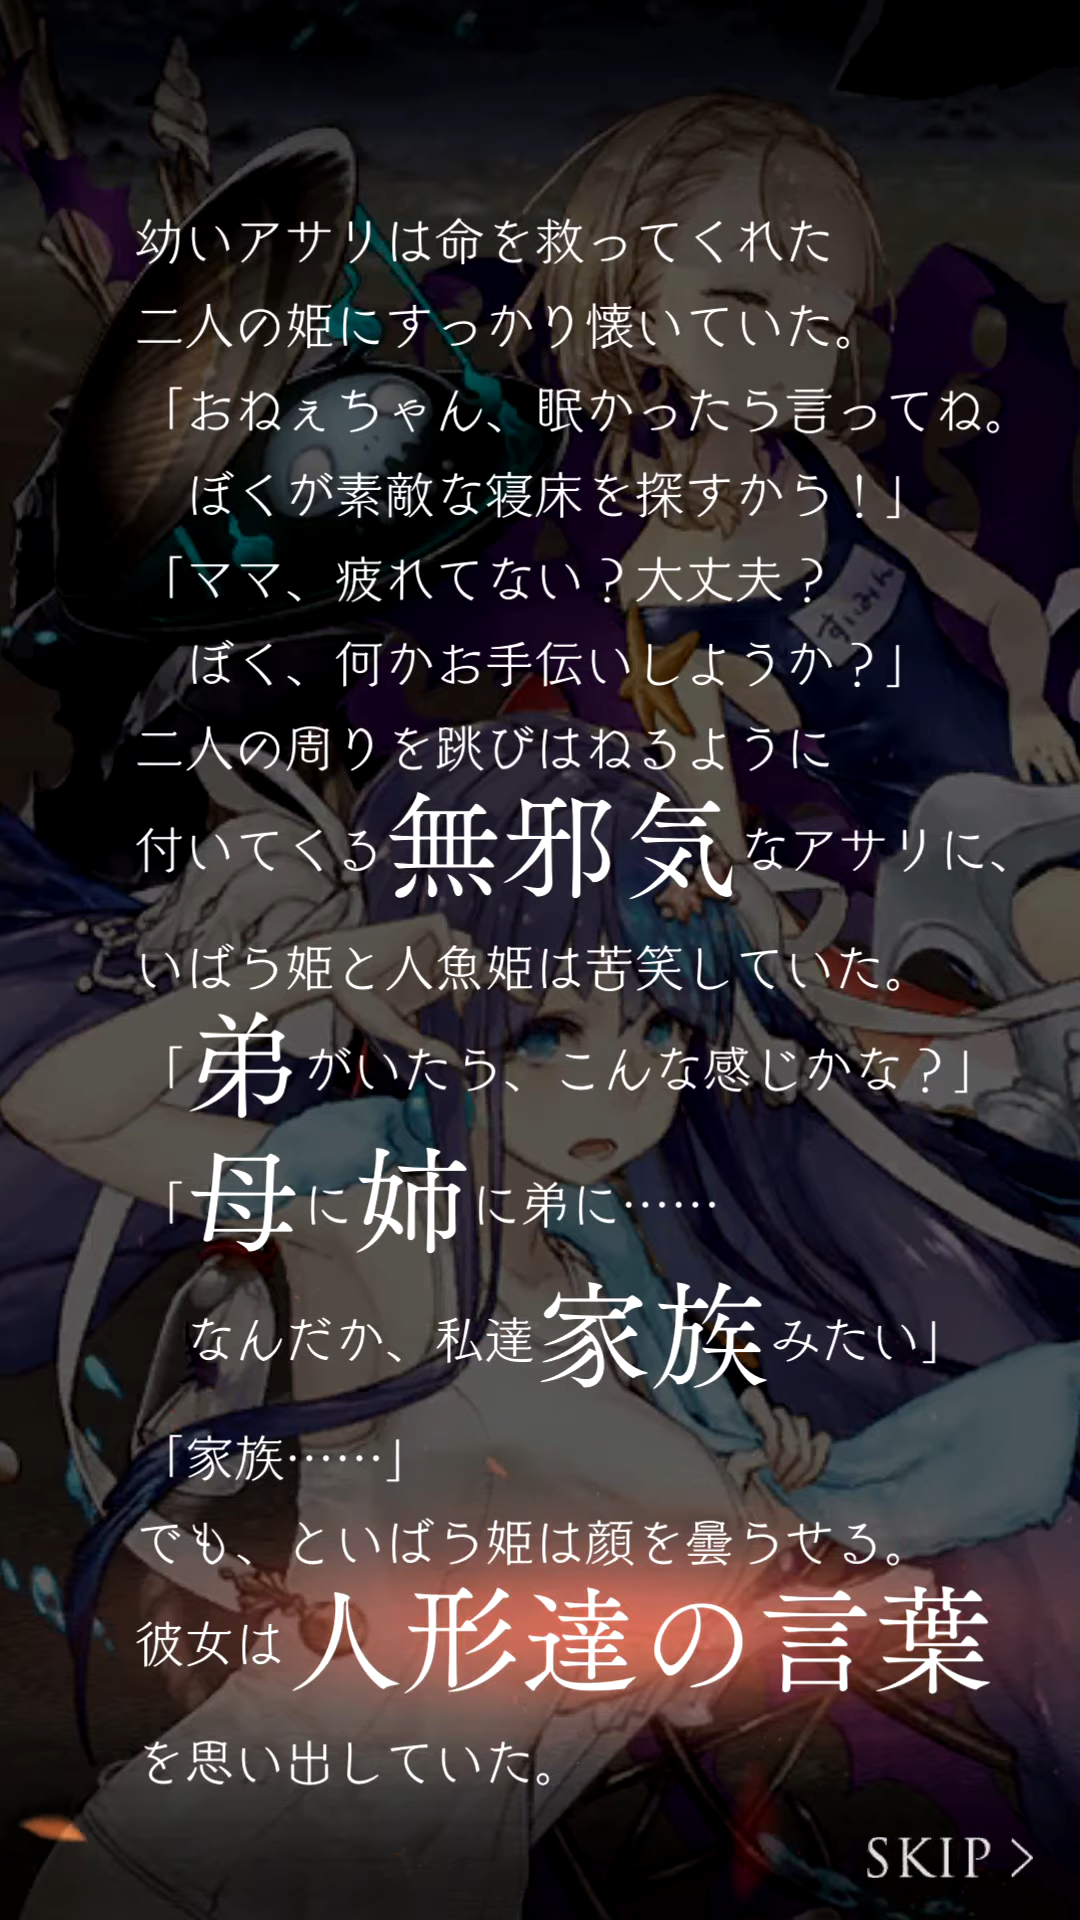 幼いアサリは命を救ってくれた
二人の姫にすっかり懐いていた。
「おねぇちゃん、眠かったら言ってね。
ぼくが素敵な寝床を探すから！」
「ママ、疲れてない？大丈夫？
ぼく、何かお手伝いしようか？」
二人の周りを跳びはねるように
付いてくる無邪気なアサリに、
いばら姫と人魚姫は苦笑していた。
「弟がいたら、こんな感じかな？」
「母に姉に弟に……
なんだか、私達家族みたい」
「家族……」
でも、といばら姫は顔を曇らせる。
彼女は人形達の言葉
を思い出していた。
すいみん
SKIP >